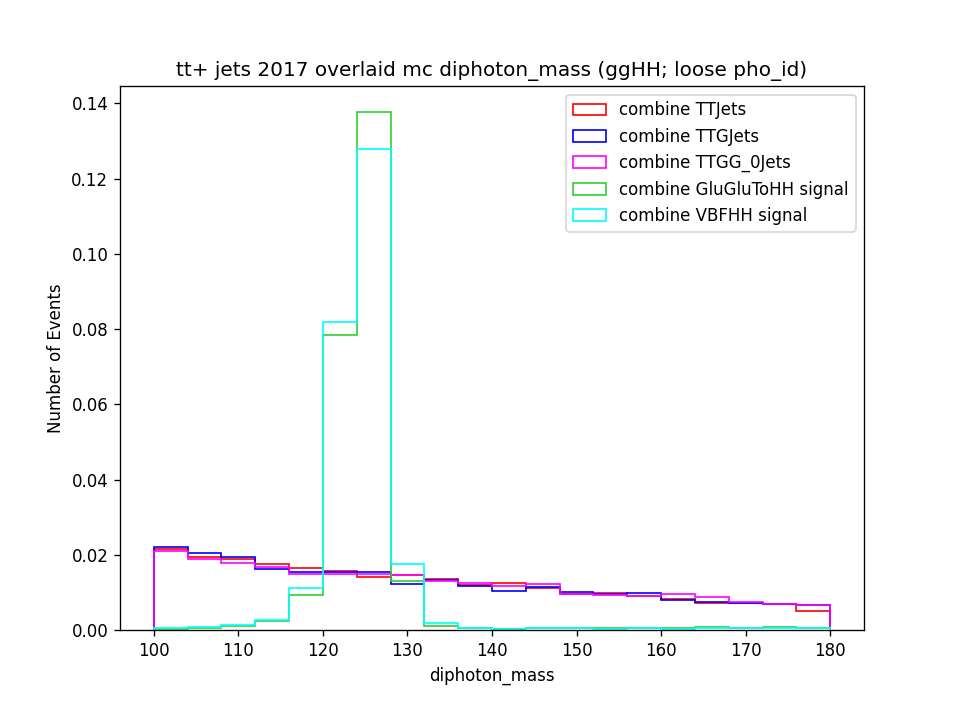 tt+ jets 2017 overlaid mc diphoton_mass (ggHH; loose pho_id)
combine TTJets
combine TTGJets
combine TTGG_0Jets
combine GluGluToHH signal
combine VBFHH signal
Number of Events
0.14
0.12
0.10
0.08
0.06
0.04
0.02
0.00
100 110 120 130 140 150 160 170 180
diphoton_mass